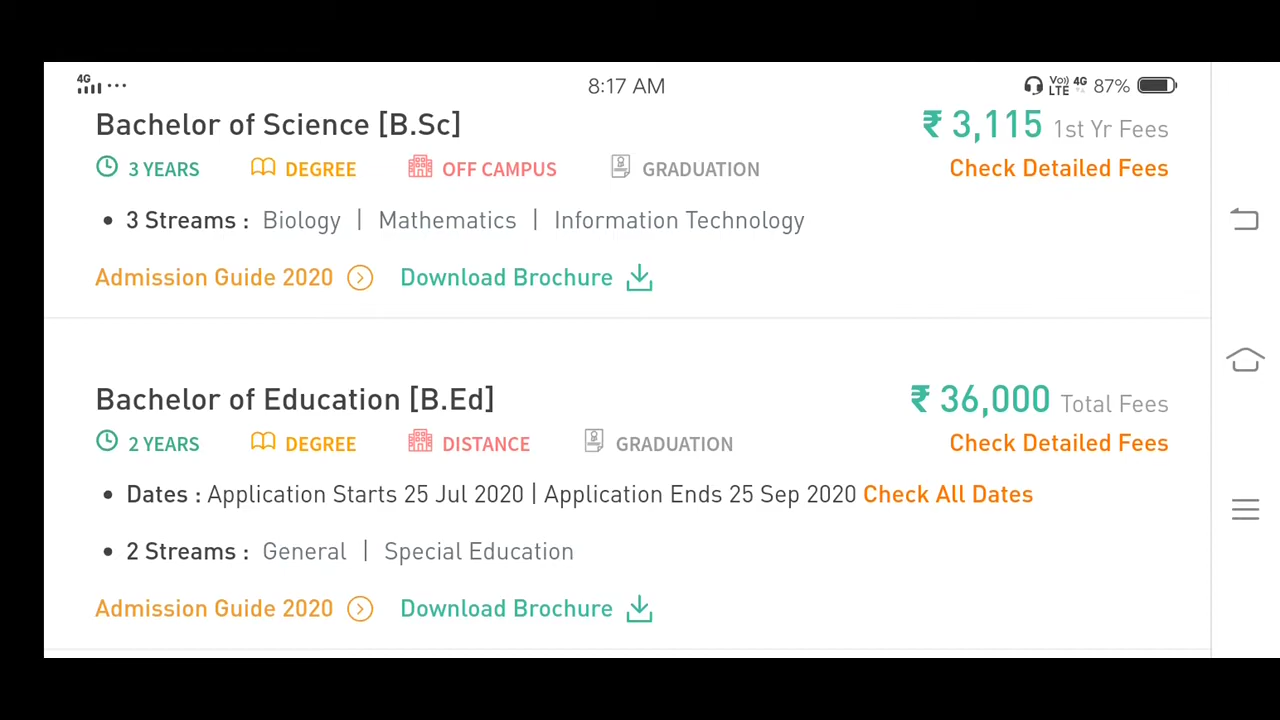 4G ... 8:17 AM Vo)) LTE 4G 87%
Bachelor of Science [B.Sc] ₹ 3,115 1st Yr Fees
3 YEARS DEGREE OFF CAMPUS GRADUATION Check Detailed Fees
• 3 Streams : Biology | Mathematics | Information Technology
Admission Guide 2020 Download Brochure
Bachelor of Education [B.Ed] ₹ 36,000 Total Fees
2 YEARS DEGREE DISTANCE GRADUATION Check Detailed Fees
• Dates : Application Starts 25 Jul 2020 | Application Ends 25 Sep 2020 Check All Dates
• 2 Streams : General | Special Education
Admission Guide 2020 Download Brochure